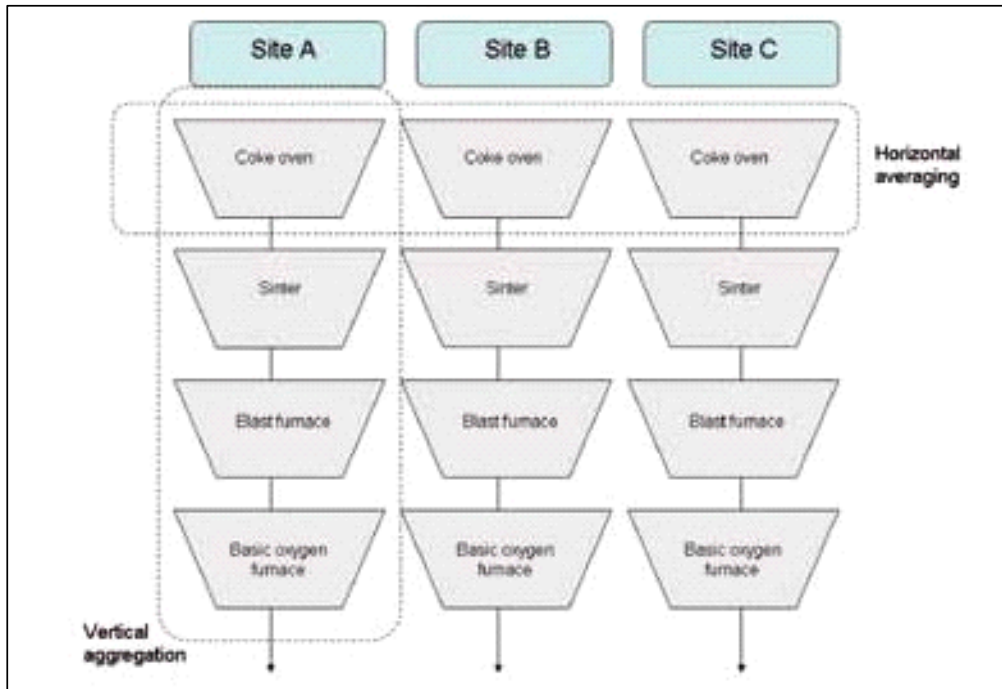 Site A
Site B
Site C
Coke oven
Coke oven
Coke oven
Horizontal
averaging
Sinter
Sinter
Sinter
Blast furnace
Blast furnace
Blast furnace
Basic oxygen
furnace
Basic oxygen
furnace
Basic oxygen
furnace
Vertical
aggregation